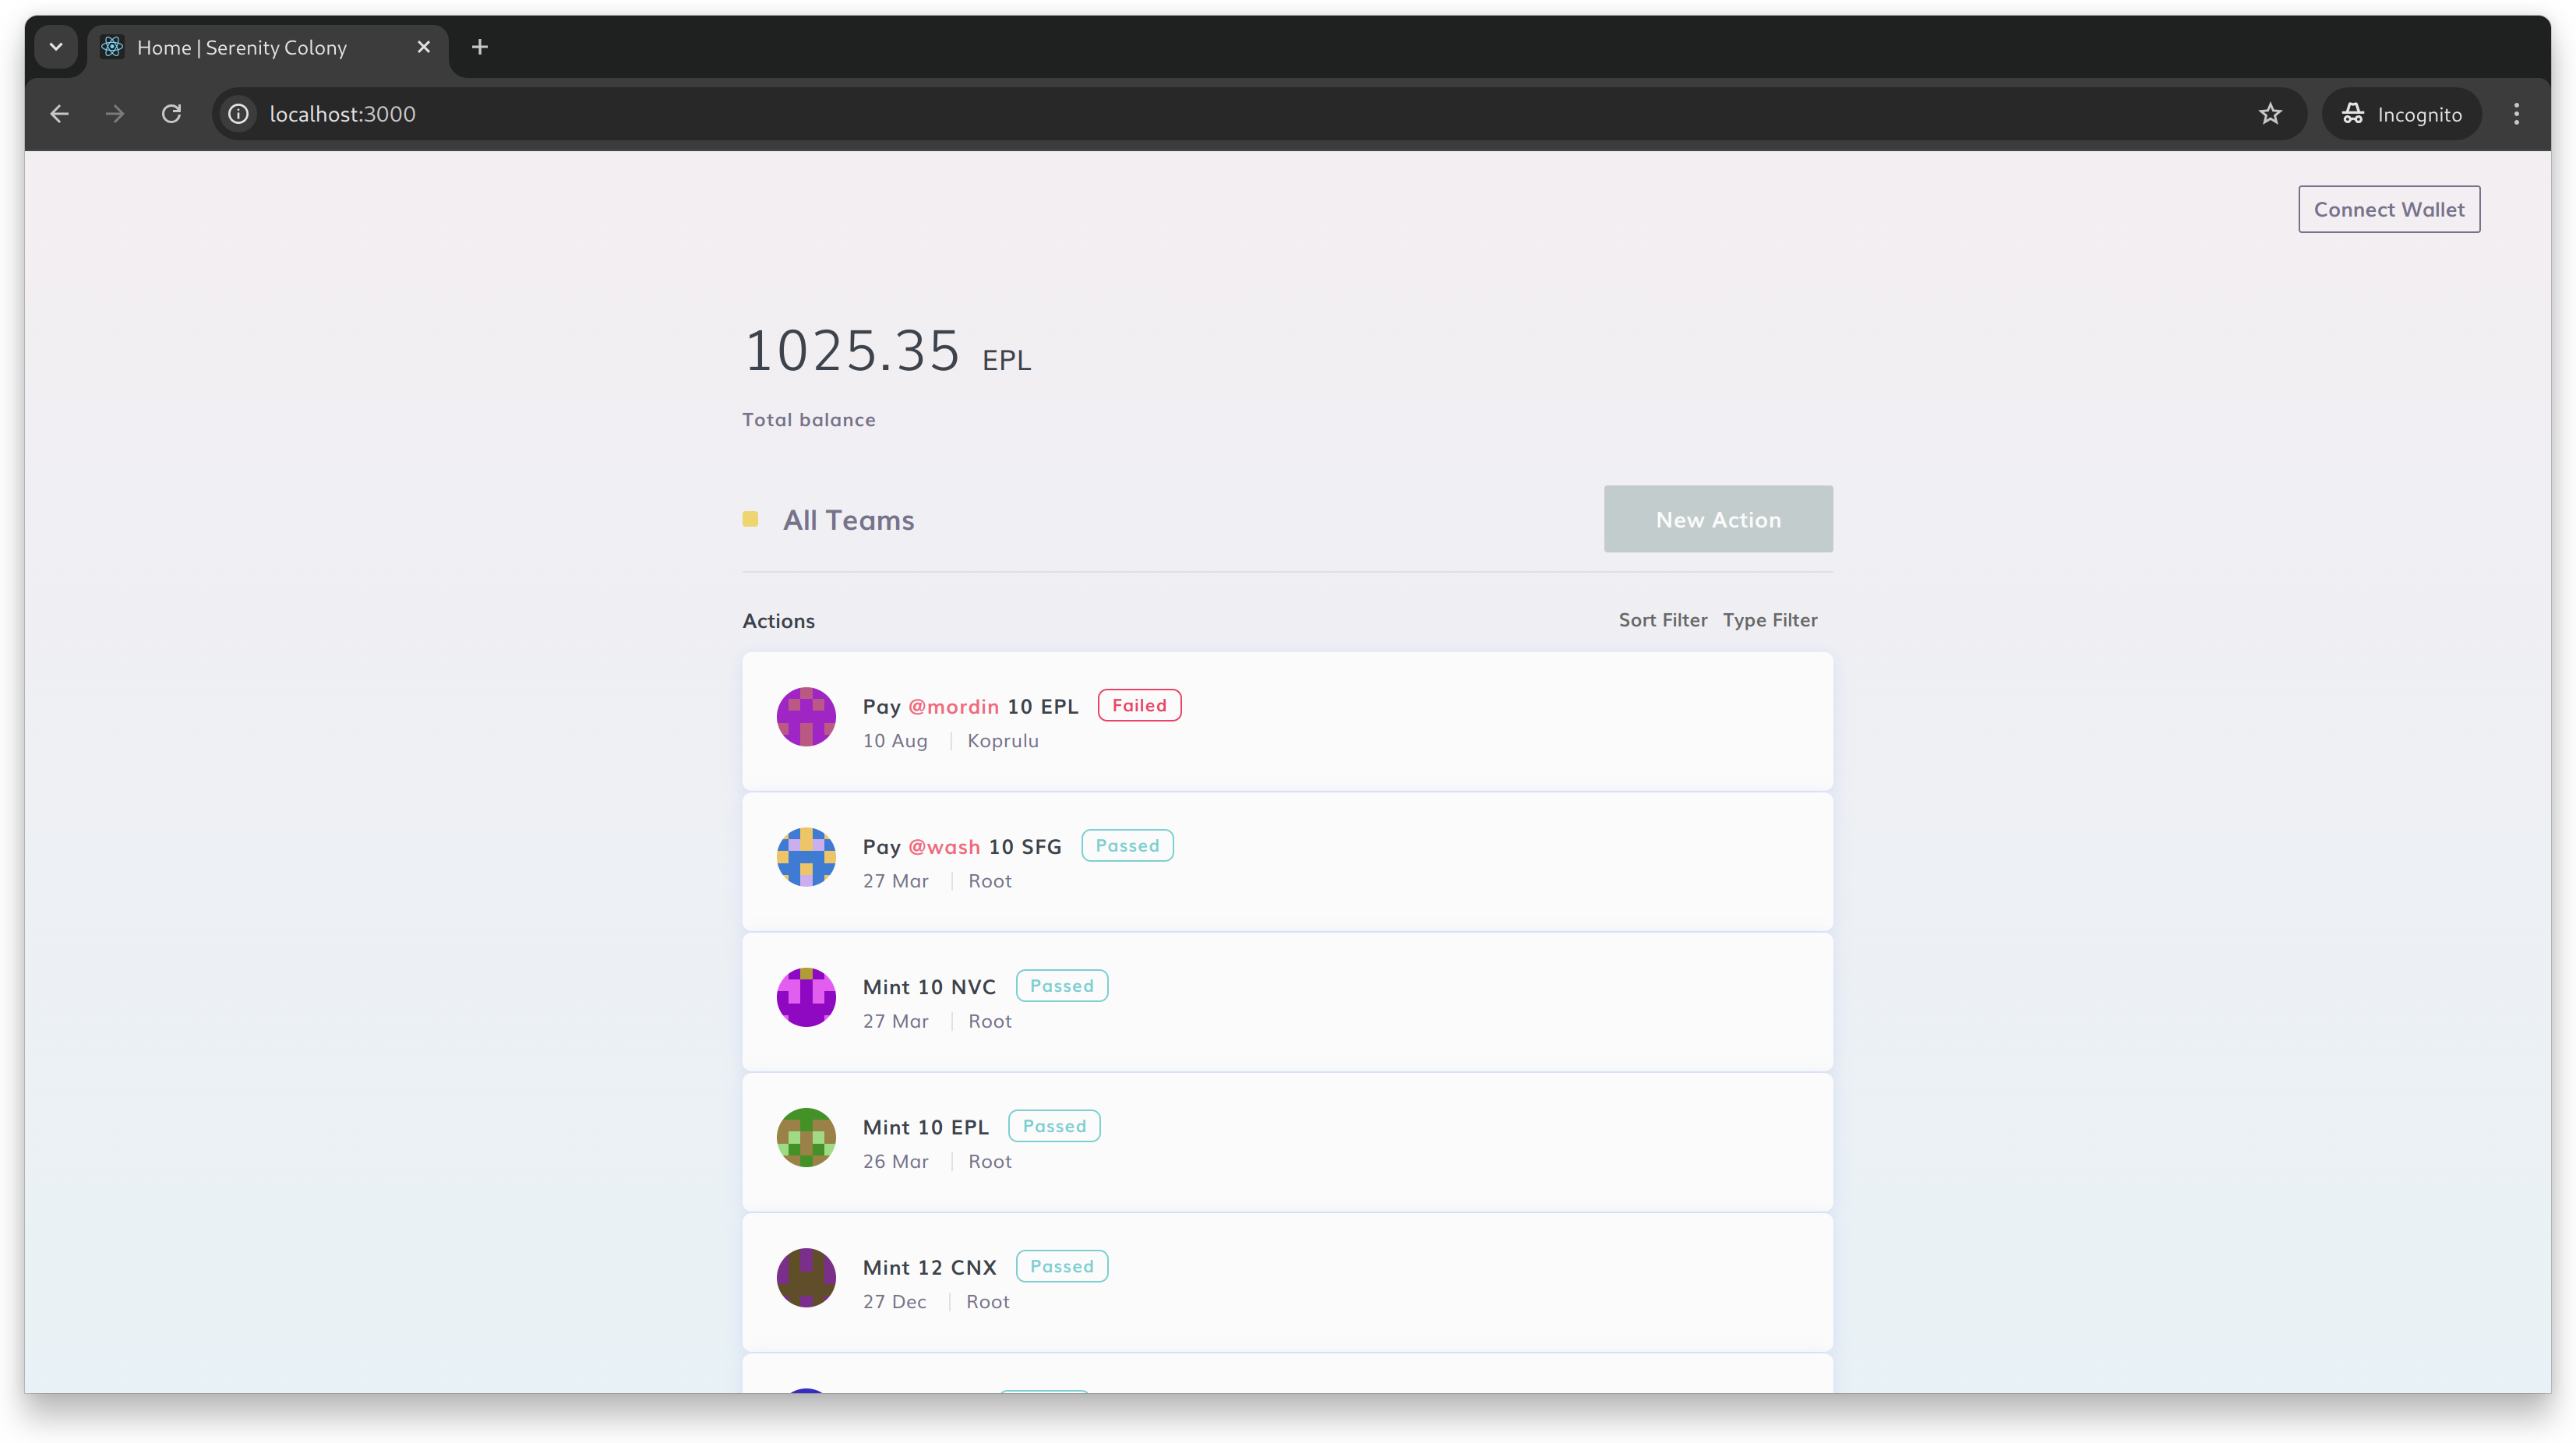 Home | Serenity Colony
localhost:3000
Incognito
Connect Wallet
1025.35 EPL
Total balance
All Teams
New Action
Actions
Sort Filter Type Filter
Pay @mordin 10 EPL Failed
10 Aug | Koprulu
Pay @wash 10 SFG Passed
27 Mar | Root
Mint 10 NVC Passed
27 Mar | Root
Mint 10 EPL Passed
26 Mar | Root
Mint 12 CNX Passed
27 Dec | Root